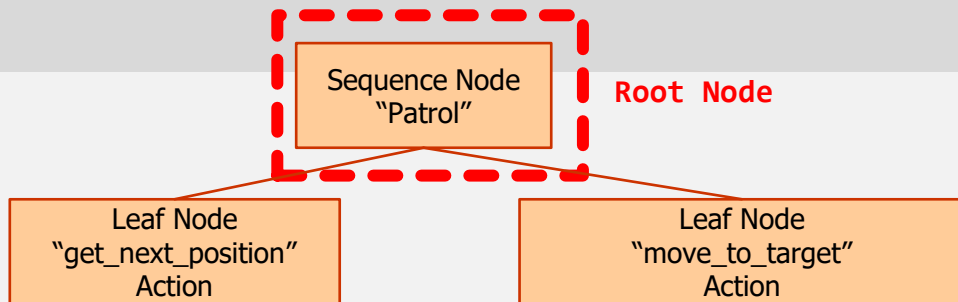 Sequence Node
“Patrol”
Root Node
Leaf Node
“get_next_position”
Action
Leaf Node
“move_to_target”
Action